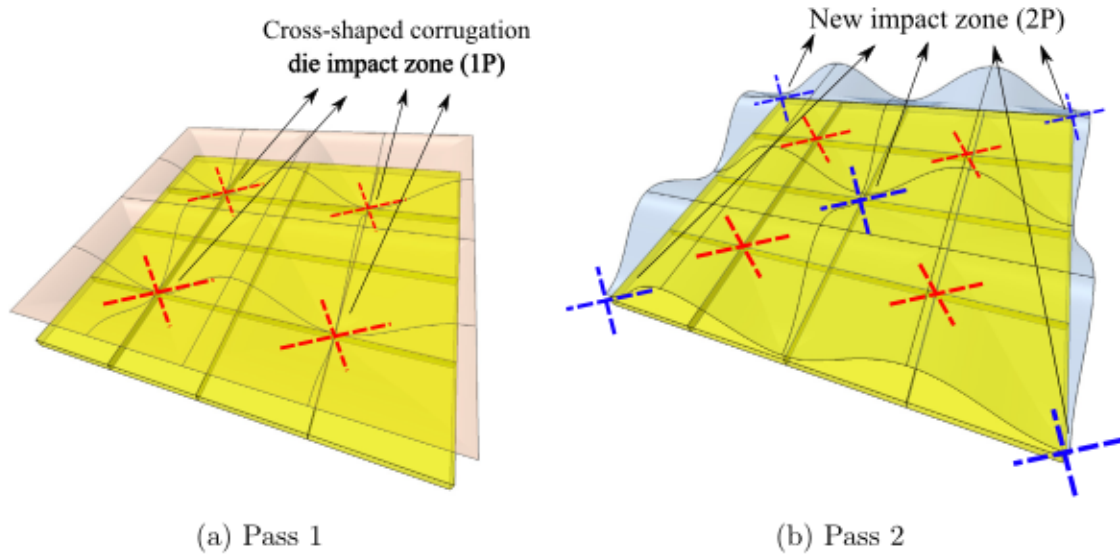 Cross-shaped corrugation
die impact zone (1P)
New impact zone (2P)
(a) Pass 1
(b) Pass 2